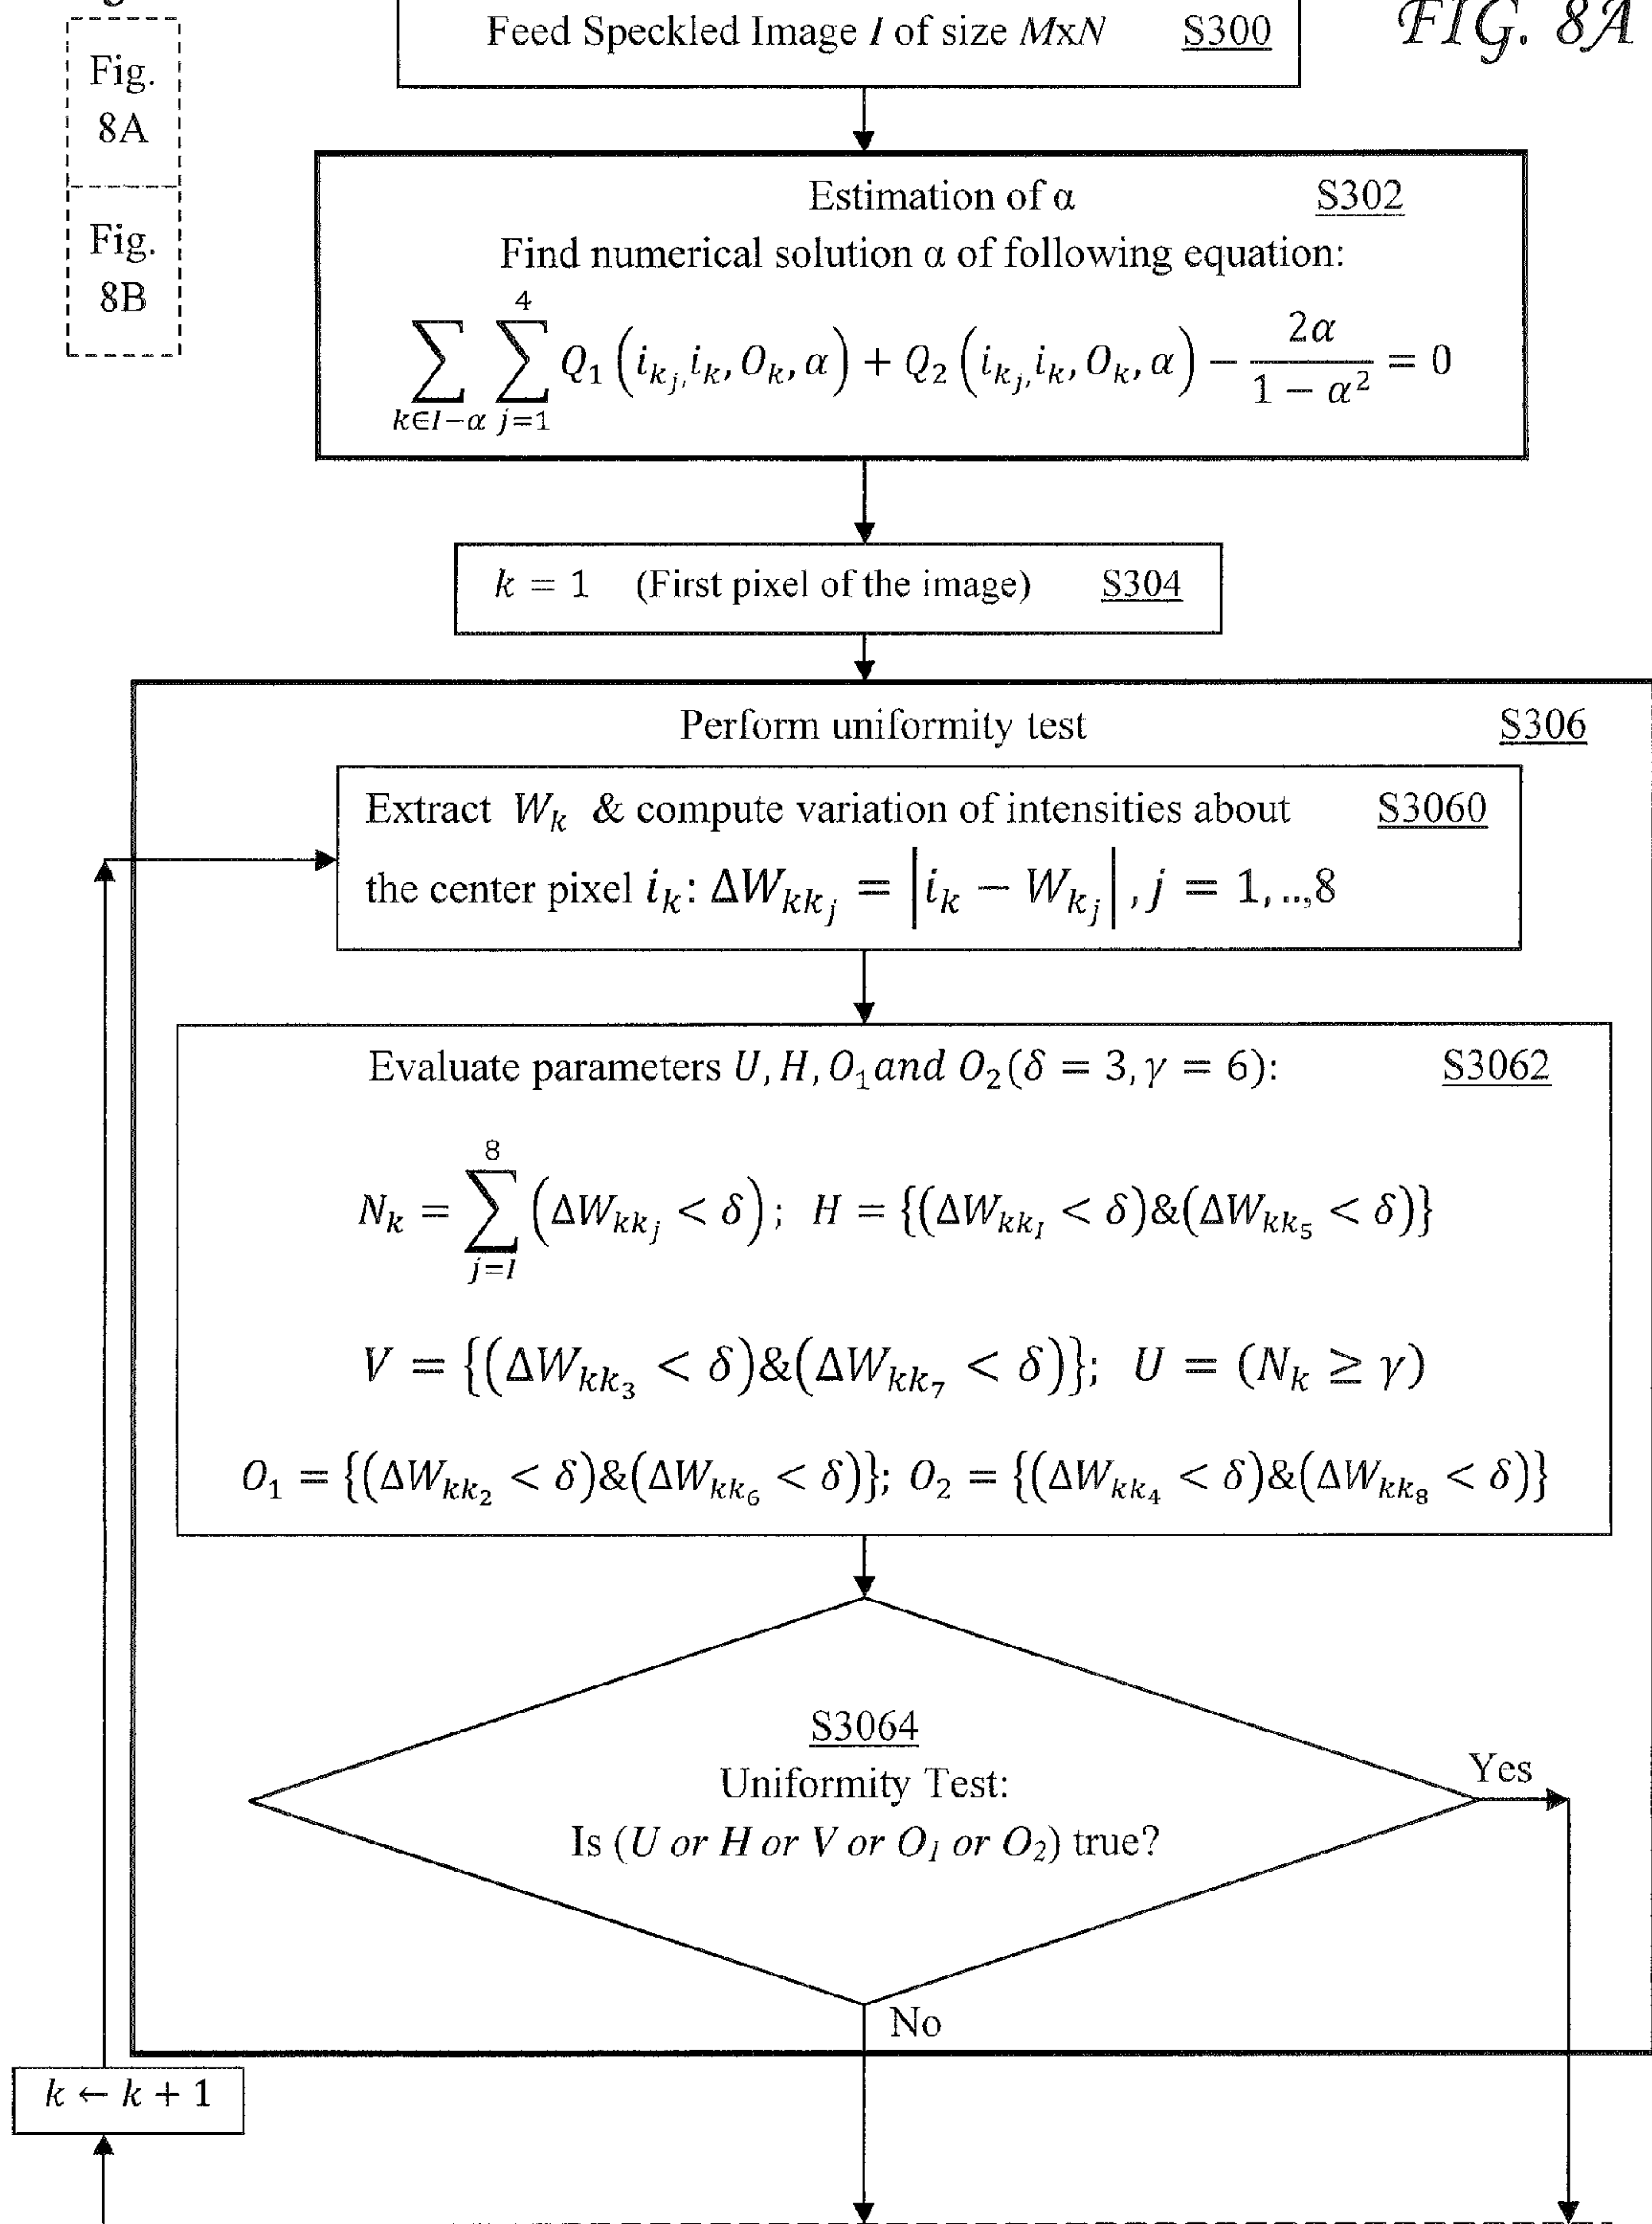 FIG. 8A
Fig.
8A
Fig.
8B
Feed Speckled Image I of size MxN S300
Estimation of α S302
Find numerical solution α of following equation:
∑_{k∈I−α} ∑_{j=1}^{4} Q₁ (i_{k_j,} i_k, O_k, α) + Q₂ (i_{k_j,} i_k, O_k, α) − 2α / (1 − α²) = 0
k = 1 (First pixel of the image) S304
Perform uniformity test S306
Extract W_k & compute variation of intensities about S3060
the center pixel i_k: ΔW_{kk_j} = |i_k − W_{k_j}| , j = 1, ..,8
Evaluate parameters U, H, O₁ and O₂ (δ = 3, γ = 6): S3062
N_k = ∑_{j=1}^{8} (ΔW_{kk_j} < δ); H = {(ΔW_{kk_1} < δ)&(ΔW_{kk_5} < δ)}
V = {(ΔW_{kk_3} < δ)&(ΔW_{kk_7} < δ)}; U = (N_k ≥ γ)
O₁ = {(ΔW_{kk_2} < δ)&(ΔW_{kk_6} < δ)}; O₂ = {(ΔW_{kk_4} < δ)&(ΔW_{kk_8} < δ)}
S3064
Uniformity Test:
Is (U or H or V or O₁ or O₂) true?
Yes
No
k ← k + 1